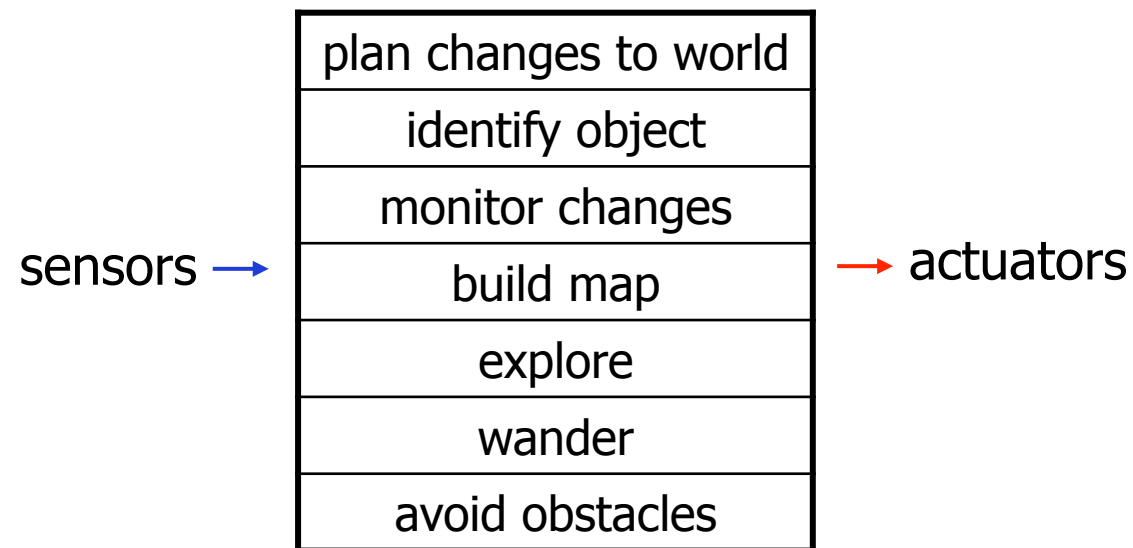 plan changes to world
identify object
monitor changes
sensors
build map
actuators
explore
wander
avoid obstacles